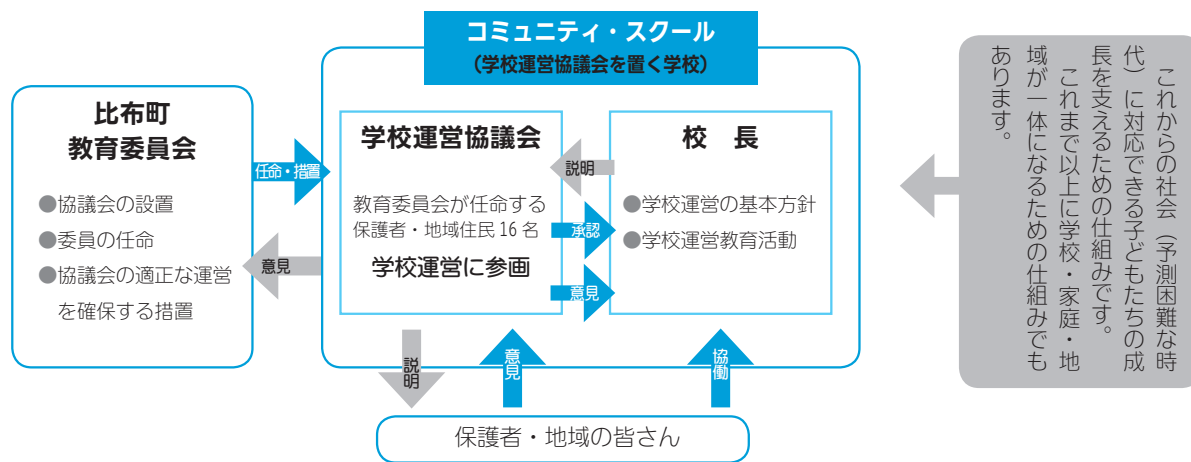 コミュニティ・スクール
（学校運営協議会を置く学校）
比布町
教育委員会
●協議会の設置
●委員の任命
●協議会の適正な運営
を確保する措置
任命・措置
意見
学校運営協議会
教育委員会が任命する
保護者・地域住民 16 名
学校運営に参画
説明
承認
意見
校　長
●学校運営の基本方針
●学校運営教育活動
説明
意見
協働
保護者・地域の皆さん
これからの社会（予測困難な時
代）に対応できる子どもたちの成
長を支えるための仕組みです。
これまで以上に学校・家庭・地
域が一体になるための仕組みでも
あります。